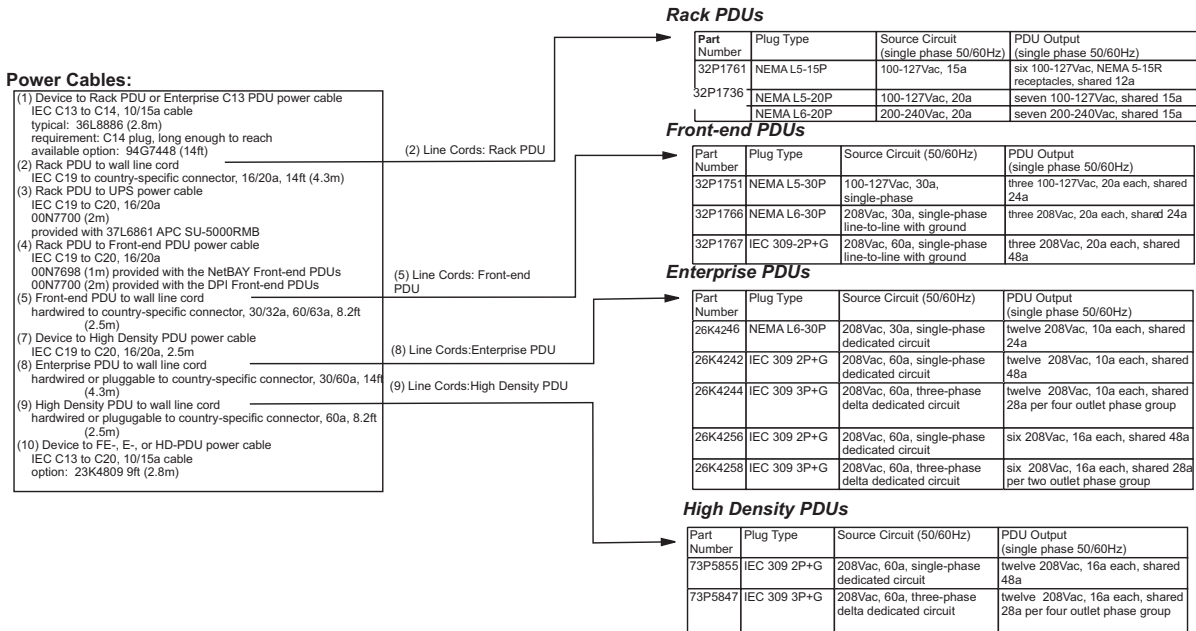 Power Cables:
(1) Device to Rack PDU or Enterprise C13 PDU power cable
IEC C13 to C14, 10/15a cable
typical: 36L8886 (2.8m)
requirement: C14 plug, long enough to reach
available option: 94G7448 (14ft)
(2) Rack PDU to wall line cord
IEC C19 to country-specific connector, 16/20a, 14ft (4.3m)
(3) Rack PDU to UPS power cable
IEC C19 to C20, 16/20a
00N7700 (2m)
provided with 37L6861 APC SU-5000RMB
(4) Rack PDU to Front-end PDU power cable
IEC C19 to C20, 16/20a
00N7698 (1m) provided with the NetBAY Front-end PDUs
00N7700 (2m) provided with the DPI Front-end PDUs
(5) Front-end PDU to wall line cord
hardwired to country-specific connector, 30/32a, 60/63a, 8.2ft
(2.5m)
(7) Device to High Density PDU power cable
IEC C19 to C20, 16/20a, 2.5m
(8) Enterprise PDU to wall line cord
hardwired or pluggable to country-specific connector, 30/60a, 14ft
(4.3m)
(9) High Density PDU to wall line cord
hardwired or plugugable to country-specific connector, 60a, 8.2ft
(2.5m)
(10) Device to FE-, E-, or HD-PDU power cable
IEC C13 to C20, 10/15a cable
option: 23K4809 9ft (2.8m)
(2) Line Cords: Rack PDU
(5) Line Cords: Front-end
PDU
(8) Line Cords:Enterprise PDU
(9) Line Cords:High Density PDU
Rack PDUs
Part Number Plug Type Source Circuit (single phase 50/60Hz) PDU Output (single phase 50/60Hz)
32P1761 NEMA L5-15P 100-127Vac, 15a six 100-127Vac, NEMA 5-15R receptacles, shared 12a
32P1736 NEMA L5-20P 100-127Vac, 20a seven 100-127Vac, shared 15a
NEMA L6-20P 200-240Vac, 20a seven 200-240Vac, shared 15a
Front-end PDUs
Part Number Plug Type Source Circuit (50/60Hz) PDU Output (single phase 50/60Hz)
32P1751 NEMA L5-30P 100-127Vac, 30a, single-phase three 100-127Vac, 20a each, shared 24a
32P1766 NEMA L6-30P 208Vac, 30a, single-phase line-to-line with ground three 208Vac, 20a each, shared 24a
32P1767 IEC 309-2P+G 208Vac, 60a, single-phase line-to-line with ground three 208Vac, 20a each, shared 48a
Enterprise PDUs
Part Number Plug Type Source Circuit (50/60Hz) PDU Output (single phase 50/60Hz)
26K4246 NEMA L6-30P 208Vac, 30a, single-phase dedicated circuit twelve 208Vac, 10a each, shared 24a
26K4242 IEC 309 2P+G 208Vac, 60a, single-phase dedicated circuit twelve 208Vac, 10a each, shared 48a
26K4244 IEC 309 3P+G 208Vac, 60a, three-phase delta dedicated circuit twelve 208Vac, 10a each, shared 28a per four outlet phase group
26K4256 IEC 309 2P+G 208Vac, 60a, single-phase dedicated circuit six 208Vac, 16a each, shared 48a
26K4258 IEC 309 3P+G 208Vac, 60a, three-phase delta dedicated circuit six 208Vac, 16a each, shared 28a per two outlet phase group
High Density PDUs
Part Number Plug Type Source Circuit (50/60Hz) PDU Output (single phase 50/60Hz)
73P5855 IEC 309 2P+G 208Vac, 60a, single-phase dedicated circuit twelve 208Vac, 16a each, shared 48a
73P5847 IEC 309 3P+G 208Vac, 60a, three-phase delta dedicated circuit twelve 208Vac, 16a each, shared 28a per four outlet phase group